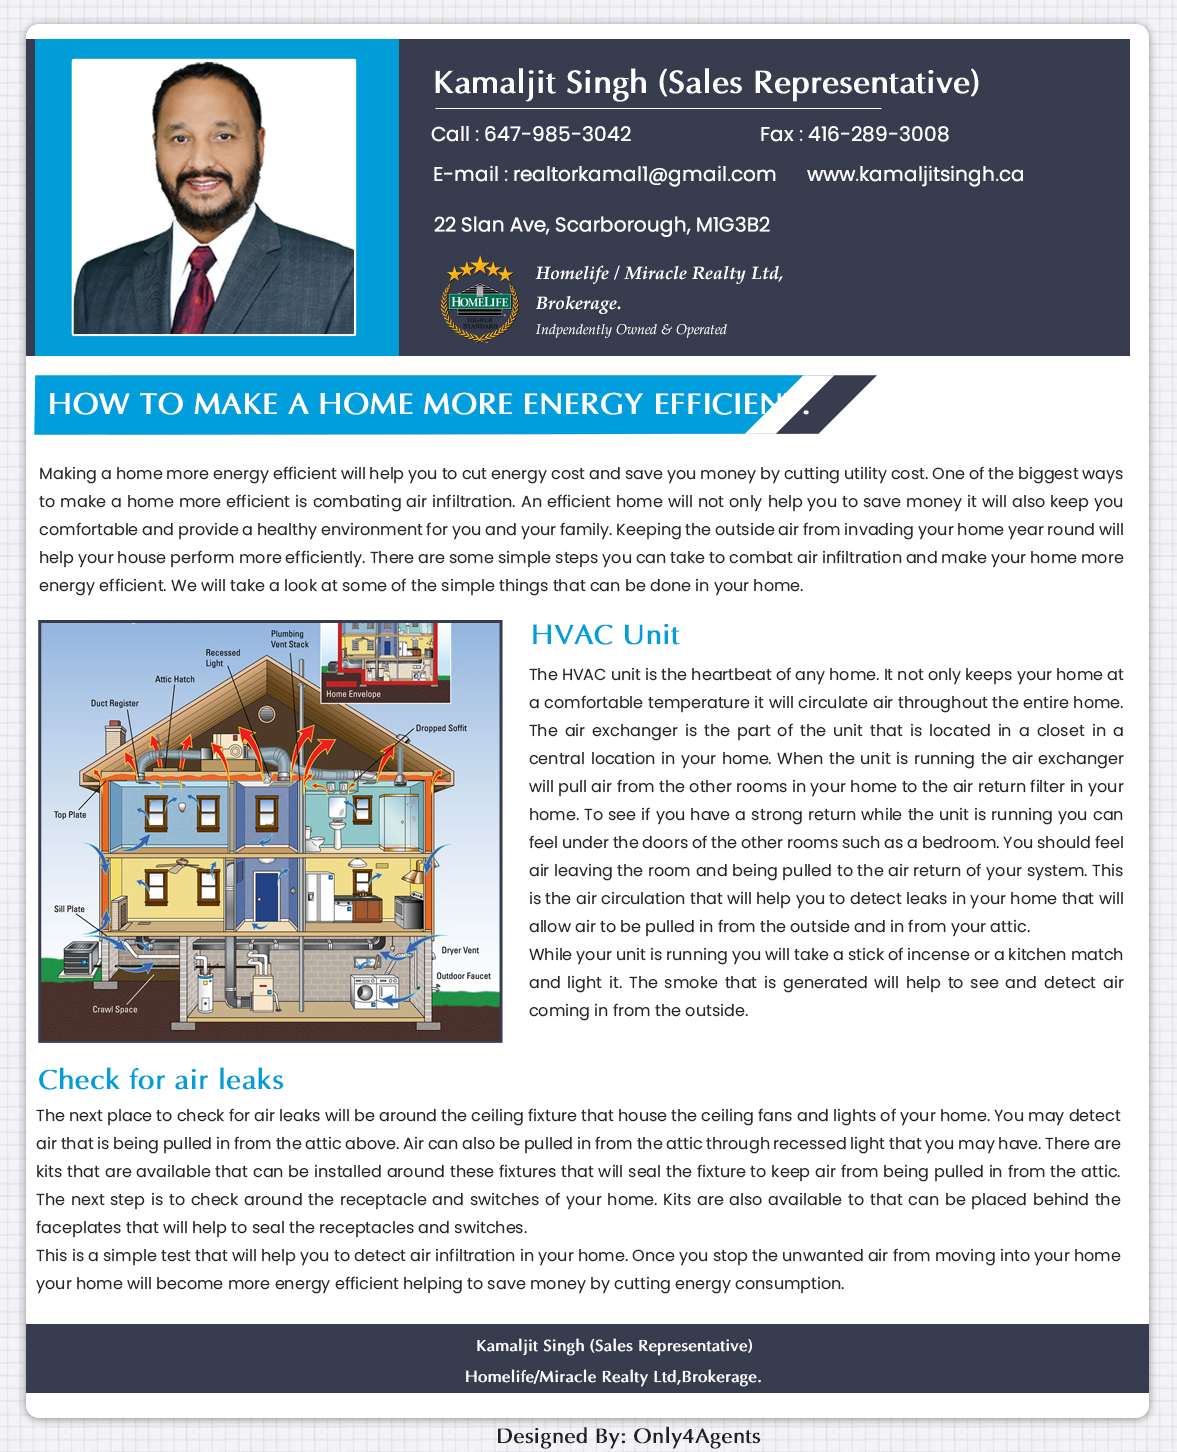 Kamaljit Singh (Sales Representative)
Call : 647-985-3042 Fax : 416-289-3008
E-mail : realtorkamal1@gmail.com www.kamaljitsingh.ca
22 Slan Ave, Scarborough, M1G3B2
HOMELIFE
HIGHER
STANDARDS
Homelife / Miracle Realty Ltd,
Brokerage.
Indpendently Owned & Operated
HOW TO MAKE A HOME MORE ENERGY EFFICIENT.
Making a home more energy efficient will help you to cut energy cost and save you money by cutting utility cost. One of the biggest ways
to make a home more efficient is combating air infiltration. An efficient home will not only help you to save money it will also keep you
comfortable and provide a healthy environment for you and your family. Keeping the outside air from invading your home year round will
help your house perform more efficiently. There are some simple steps you can take to combat air infiltration and make your home more
energy efficient. We will take a look at some of the simple things that can be done in your home.
Plumbing
Vent Stack
Recessed
Light
Attic Hatch
Duct Register
Home Envelope
Dropped Soffit
Top Plate
Sill Plate
Dryer Vent
Outdoor Faucet
Crawl Space
HVAC Unit
The HVAC unit is the heartbeat of any home. It not only keeps your home at
a comfortable temperature it will circulate air throughout the entire home.
The air exchanger is the part of the unit that is located in a closet in a
central location in your home. When the unit is running the air exchanger
will pull air from the other rooms in your home to the air return filter in your
home. To see if you have a strong return while the unit is running you can
feel under the doors of the other rooms such as a bedroom. You should feel
air leaving the room and being pulled to the air return of your system. This
is the air circulation that will help you to detect leaks in your home that will
allow air to be pulled in from the outside and in from your attic.
While your unit is running you will take a stick of incense or a kitchen match
and light it. The smoke that is generated will help to see and detect air
coming in from the outside.
Check for air leaks
The next place to check for air leaks will be around the ceiling fixture that house the ceiling fans and lights of your home. You may detect
air that is being pulled in from the attic above. Air can also be pulled in from the attic through recessed light that you may have. There are
kits that are available that can be installed around these fixtures that will seal the fixture to keep air from being pulled in from the attic.
The next step is to check around the receptacle and switches of your home. Kits are also available to that can be placed behind the
faceplates that will help to seal the receptacles and switches.
This is a simple test that will help you to detect air infiltration in your home. Once you stop the unwanted air from moving into your home
your home will become more energy efficient helping to save money by cutting energy consumption.
Kamaljit Singh (Sales Representative)
Homelife/Miracle Realty Ltd,Brokerage.
Designed By: Only4Agents